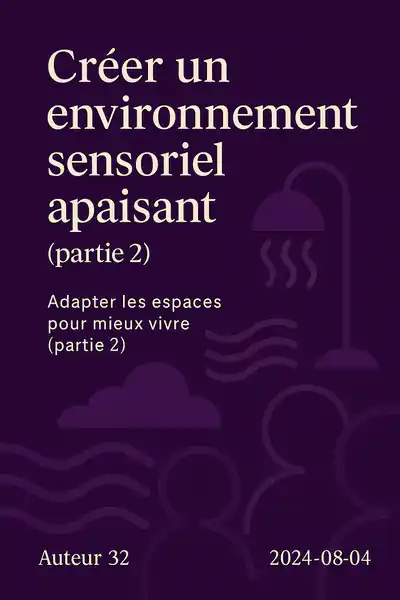 Créer un
environnement
sensoriel
apaisant
(partie 2)
Adapter les espaces
pour mieux vivre
(partie 2)
Auteur 32
2024-08-04